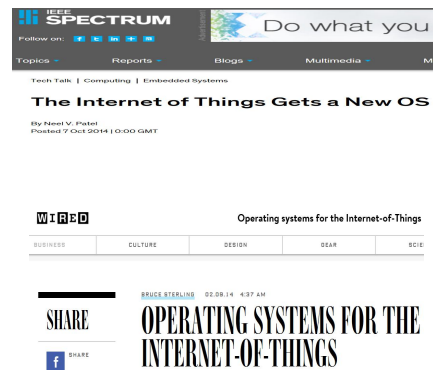 IEEE
SPECTRUM
Follow on:
Advertisement
Do what you
Topics Reports Blogs Multimedia M
Tech Talk | Computing | Embedded Systems
The Internet of Things Gets a New OS
By Neel V. Patel
Posted 7 Oct 2014 | 0:00 GMT
WIRED Operating systems for the Internet-of-Things
BUSINESS CULTURE DESIGN GEAR SCIE
BRUCE STERLING 02.08.14 4:37 AM
SHARE
OPERATING SYSTEMS FOR THE
INTERNET-OF-THINGS
f SHARE